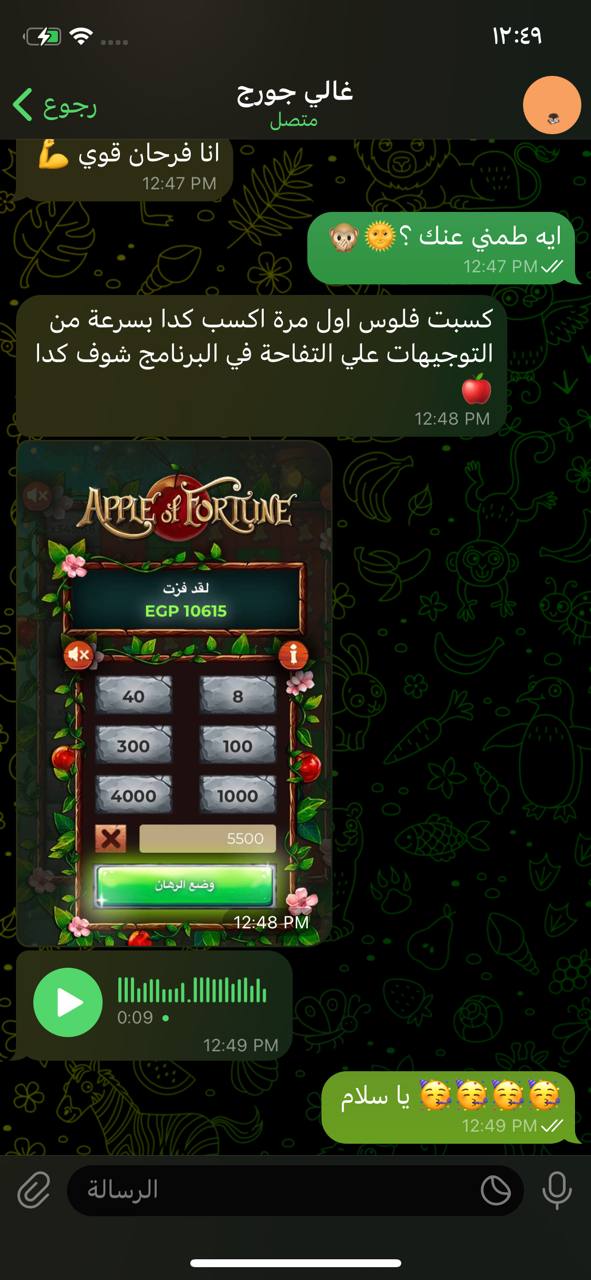 ١٢:٤٩
غالي جورج
متصل
رجوع
انا فرحان قوي 💪
12:47 PM
ايه طمني عنك ؟🌞🙊
12:47 PM
كسبت فلوس اول مرة اكسب كدا بسرعة من
التوجيهات علي التفاحة في البرنامج شوف كدا
🍎
12:48 PM
APPLE of FORTUNE
لقد فزت
EGP 10615
40 8
300 100
4000 1000
5500
وضع الرهان
12:48 PM
0:09
12:49 PM
يا سلام 🥳🥳🥳🥳
12:49 PM
الرسالة